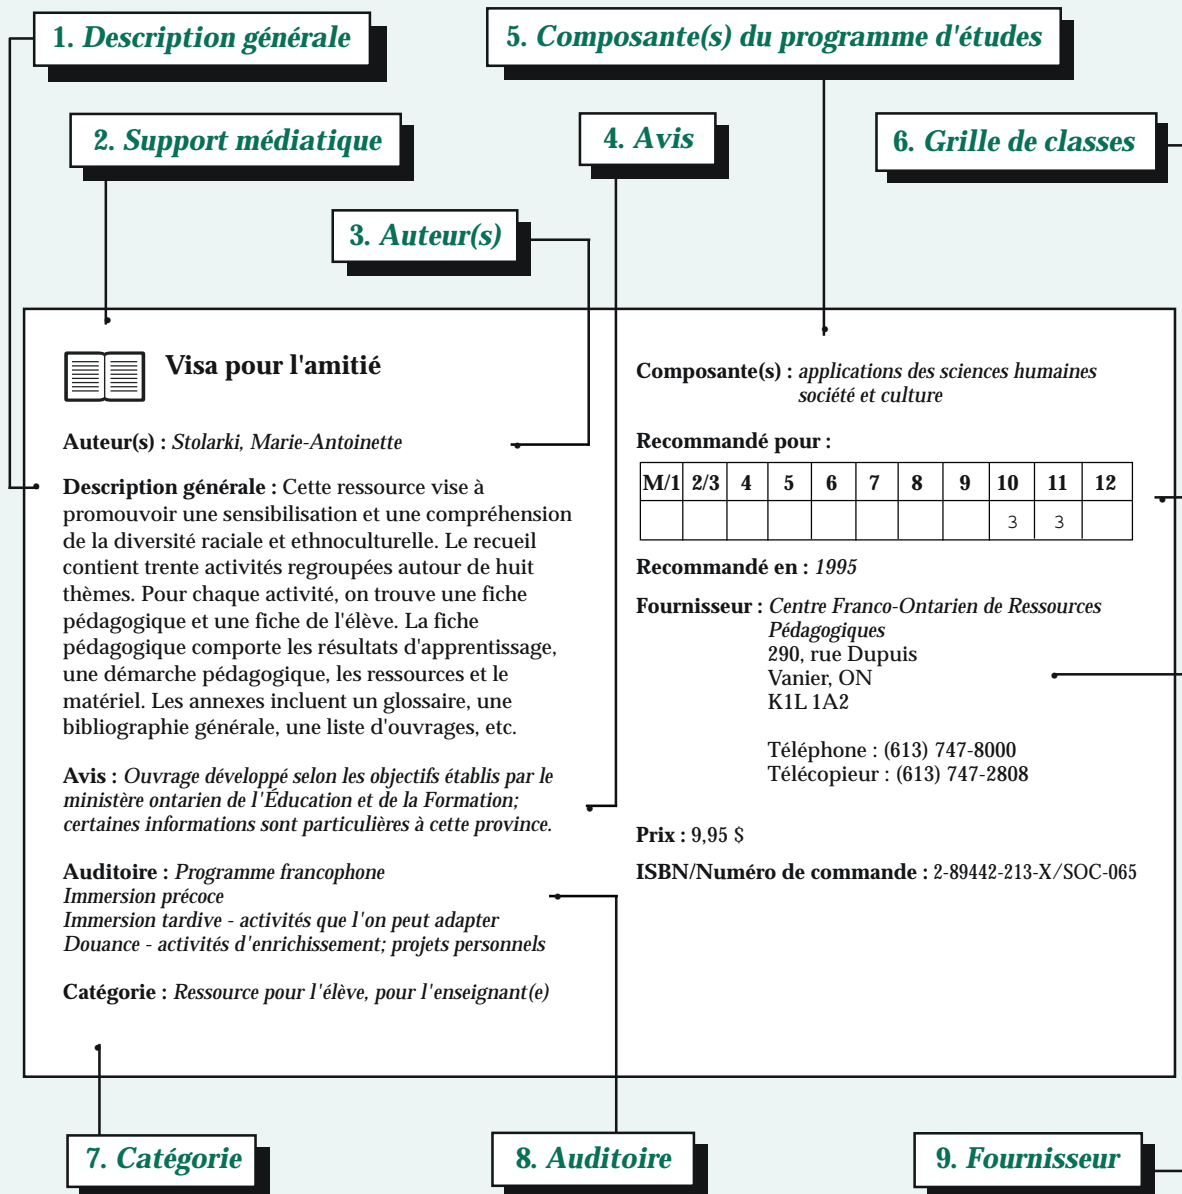 1. Description générale
5. Composante(s) du programme d'études
2. Support médiatique
4. Avis
6. Grille de classes
3. Auteur(s)
Visa pour l'amitié
Auteur(s) : Stolarki, Marie-Antoinette
Description générale : Cette ressource vise à
promouvoir une sensibilisation et une compréhension
de la diversité raciale et ethnoculturelle. Le recueil
contient trente activités regroupées autour de huit
thèmes. Pour chaque activité, on trouve une fiche
pédagogique et une fiche de l'élève. La fiche
pédagogique comporte les résultats d'apprentissage,
une démarche pédagogique, les ressources et le
matériel. Les annexes incluent un glossaire, une
bibliographie générale, une liste d'ouvrages, etc.
Avis : Ouvrage développé selon les objectifs établis par le
ministère ontarien de l'Éducation et de la Formation;
certaines informations sont particulières à cette province.
Auditoire : Programme francophone
Immersion précoce
Immersion tardive - activités que l'on peut adapter
Douance - activités d'enrichissement; projets personnels
Catégorie : Ressource pour l'élève, pour l'enseignant(e)
Composante(s) : applications des sciences humaines
société et culture
Recommandé pour :
M/1 2/3 4 5 6 7 8 9 10 11 12
3 3
Recommandé en : 1995
Fournisseur : Centre Franco-Ontarien de Ressources
Pédagogiques
290, rue Dupuis
Vanier, ON
K1L 1A2
Téléphone : (613) 747-8000
Télécopieur : (613) 747-2808
Prix : 9,95 $
ISBN/Numéro de commande : 2-89442-213-X/SOC-065
7. Catégorie
8. Auditoire
9. Fournisseur